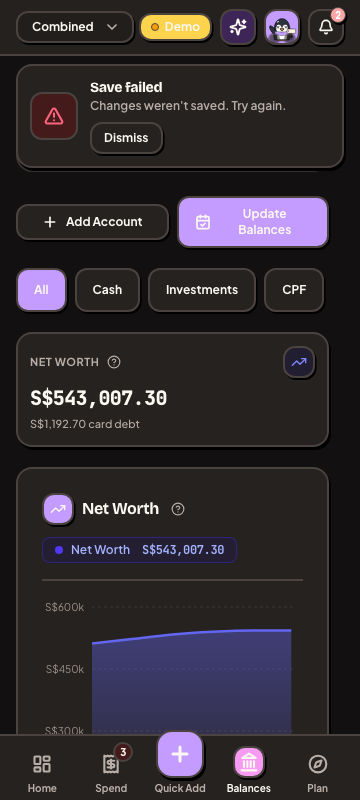 Combined
Demo
2
Save failed
Changes weren't saved. Try again.
Dismiss
Add Account
Update
Balances
All
Cash
Investments
CPF
NET WORTH
S$543,007.30
S$1,192.70 card debt
Net Worth
Net Worth S$543,007.30
S$600k
S$450k
S$300k
3
Home
Spend
Quick Add
Balances
Plan